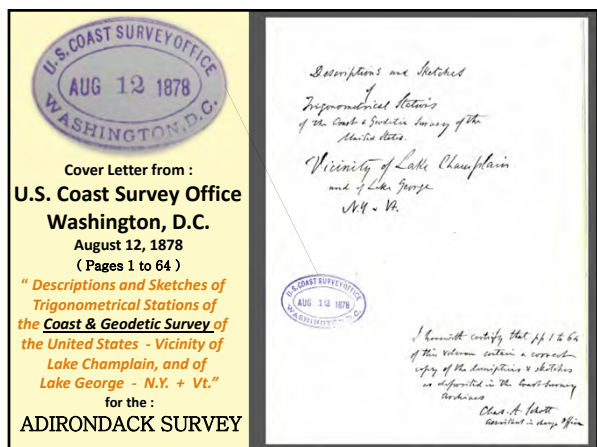 U.S. COAST SURVEY OFFICE
AUG 12 1878
WASHINGTON, D.C.
Cover Letter from :
U.S. Coast Survey Office
Washington, D.C.
August 12, 1878
( Pages 1 to 64 )
“ Descriptions and Sketches of
Trigonometrical Stations of
the Coast & Geodetic Survey of
the United States - Vicinity of
Lake Champlain, and of
Lake George - N.Y. + Vt.”
for the :
ADIRONDACK SURVEY
Descriptions and Sketches
of
Trigonometrical Stations
of the Coast & Geodetic Survey of the
United States.
Vicinity of Lake Champlain
and of Lake George
N.Y & Vt.
U.S. COAST SURVEY OFFICE
AUG 12 1878
WASHINGTON, D.C.
I herewith certify that pp 1 to 64
of this volume contain a correct
copy of the descriptions & sketches
as deposited in the Coast Survey
Archives
Chas. A. Schott
Assistant in charge Office